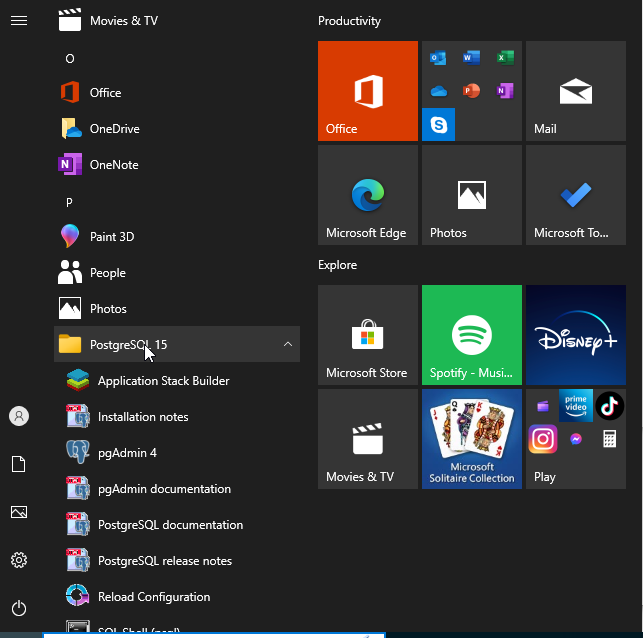 Movies & TV
O
Office
OneDrive
OneNote
P
Paint 3D
People
Photos
PostgreSQL 15
Application Stack Builder
Installation notes
pgAdmin 4
pgAdmin documentation
PostgreSQL documentation
PostgreSQL release notes
Reload Configuration
SQL Shell (psql)
Productivity
Office
Mail
Microsoft Edge
Photos
Microsoft To...
Explore
Microsoft Store
Spotify - Musi...
Disney+
Movies & TV
Microsoft
Solitaire Collection
prime
video
Play